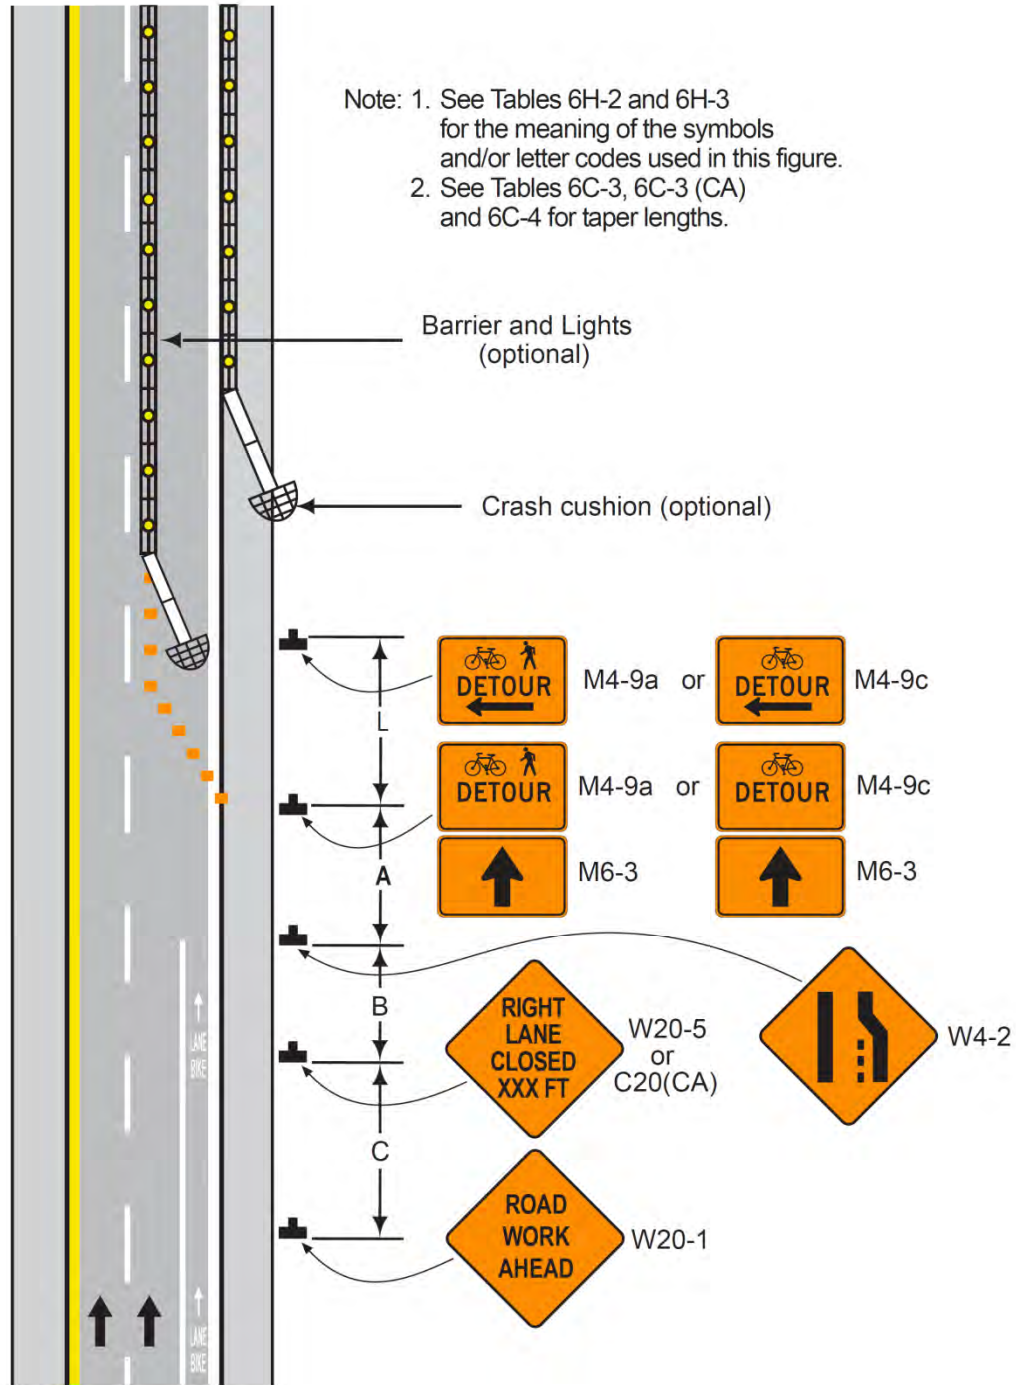 Note: 1. See Tables 6H-2 and 6H-3
for the meaning of the symbols
and/or letter codes used in this figure.
2. See Tables 6C-3, 6C-3 (CA)
and 6C-4 for taper lengths.
Barrier and Lights
(optional)
Crash cushion (optional)
DETOUR
M4-9a or
DETOUR
M4-9c
L
DETOUR
M4-9a or
DETOUR
M4-9c
M6-3
M6-3
A
B
RIGHT
LANE
CLOSED
XXX FT
W20-5
or
C20(CA)
W4-2
LANE
BIKE
C
ROAD
WORK
AHEAD
W20-1
LANE
BIKE